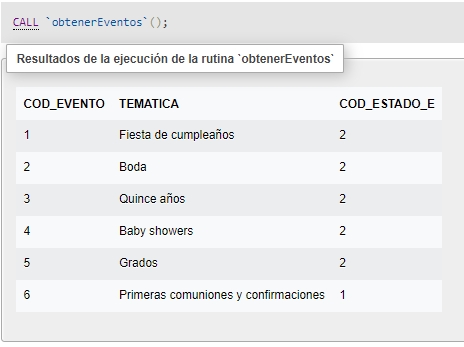 CALL `obtenerEventos`();
Resultados de la ejecución de la rutina `obtenerEventos`
COD_EVENTO TEMATICA COD_ESTADO_E
1 Fiesta de cumpleaños 2
2 Boda 2
3 Quince años 2
4 Baby showers 2
5 Grados 2
6 Primeras comuniones y confirmaciones 1